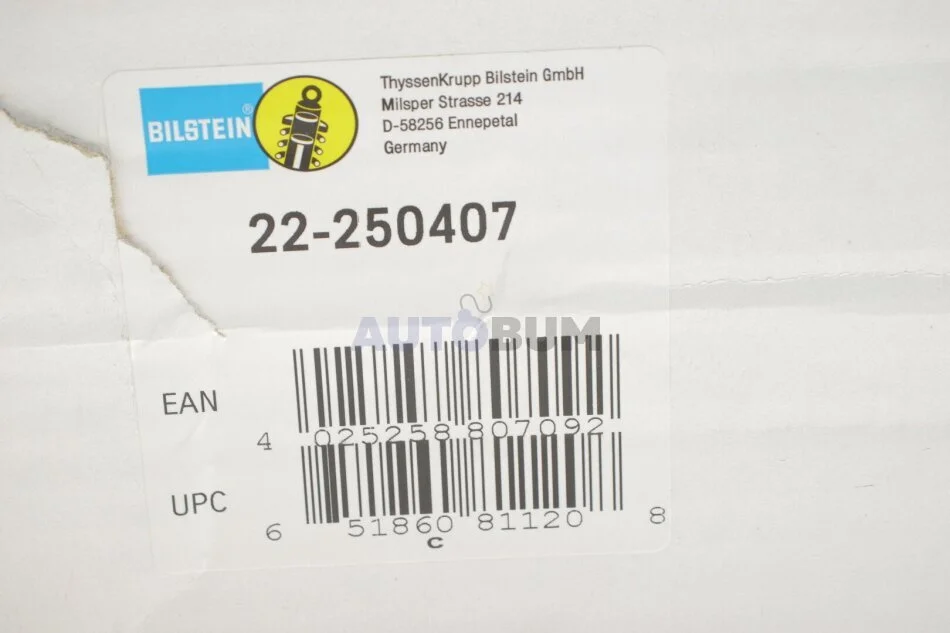 BILSTEIN®
ThyssenKrupp Bilstein GmbH
Milsper Strasse 214
D-58256 Ennepetal
Germany
22-250407
AUTOBUM
EAN
4 025258 807092
UPC
6 51860 81120 8
C